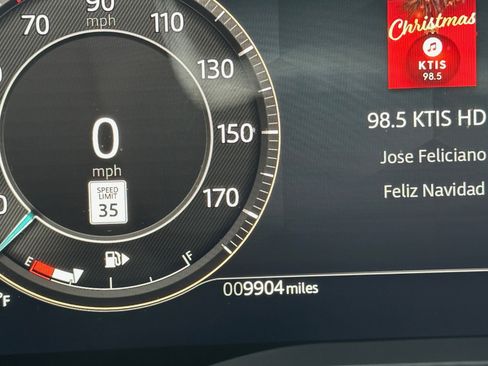 70
90
mph
110
130
150
170
0
mph
SPEED
LIMIT
35
E
F
°F
009904 miles
Christmas
KTIS
98.5
98.5 KTIS HD
Jose Feliciano
Feliz Navidad